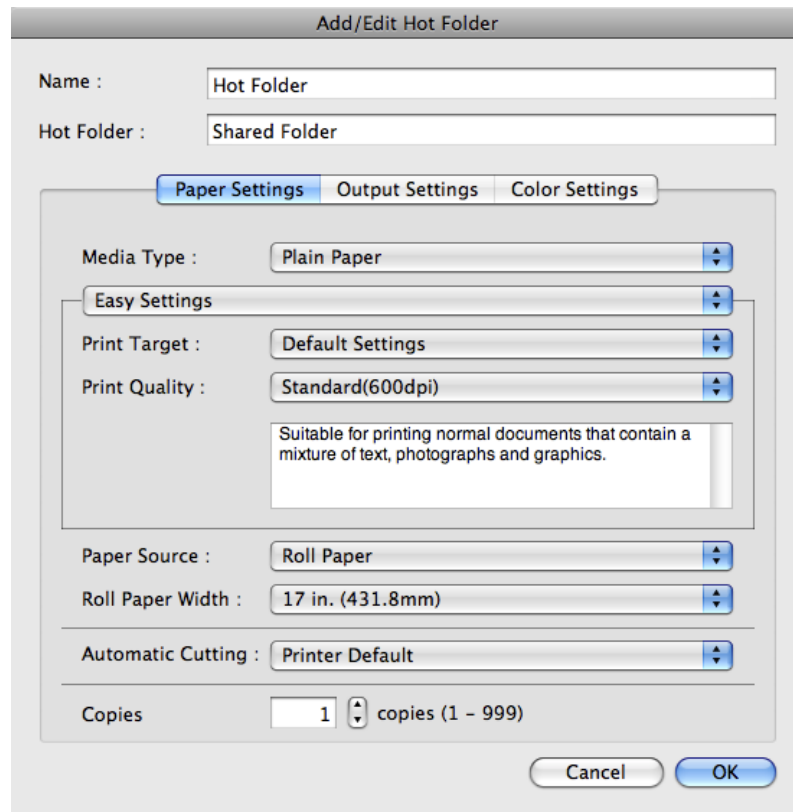 Add/Edit Hot Folder
Name : Hot Folder
Hot Folder : Shared Folder
Paper Settings Output Settings Color Settings
Media Type : Plain Paper
Easy Settings
Print Target : Default Settings
Print Quality : Standard(600dpi)
Suitable for printing normal documents that contain a
mixture of text, photographs and graphics.
Paper Source : Roll Paper
Roll Paper Width : 17 in. (431.8mm)
Automatic Cutting : Printer Default
Copies 1 copies (1 - 999)
Cancel OK